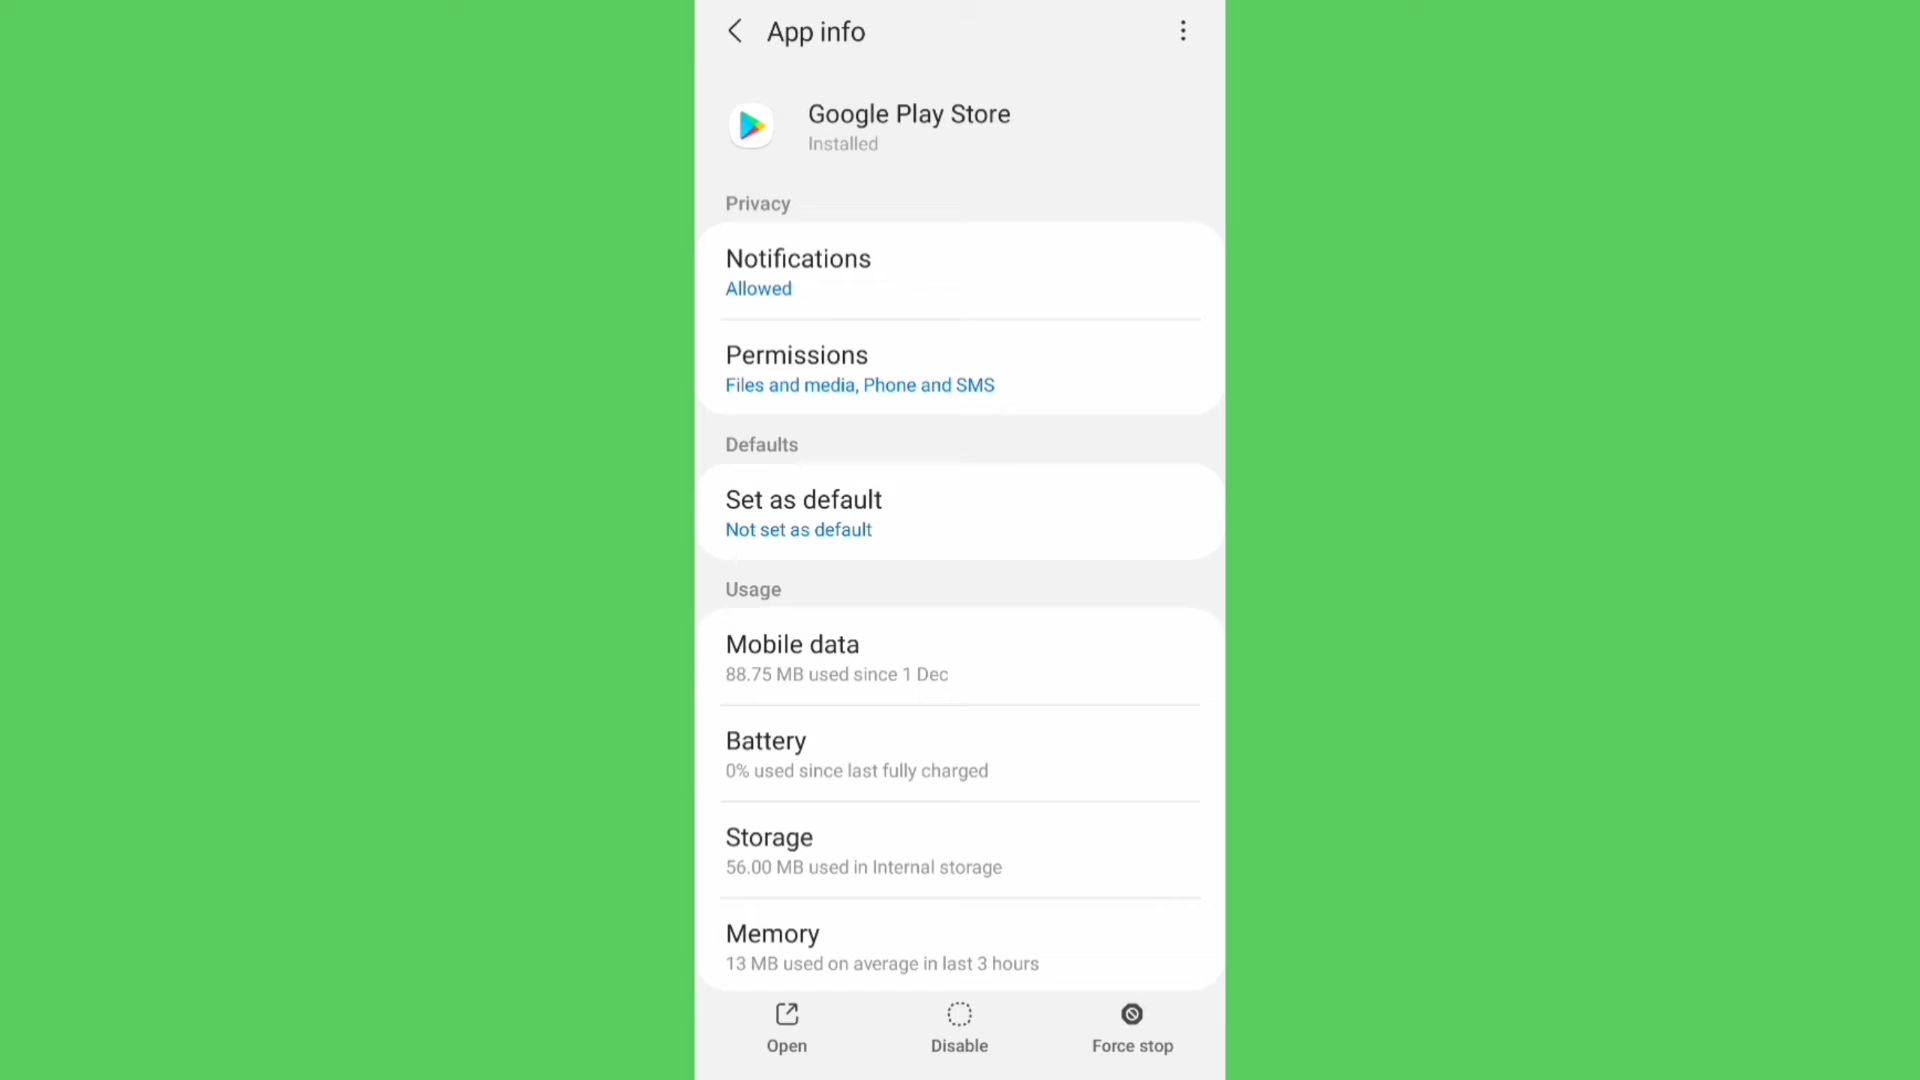 App info
Google Play Store
Installed
Privacy
Notifications
Allowed
Permissions
Files and media, Phone and SMS
Defaults
Set as default
Not set as default
Usage
Mobile data
88.75 MB used since 1 Dec
Battery
0% used since last fully charged
Storage
56.00 MB used in Internal storage
Memory
13 MB used on average in last 3 hours
Open
Disable
Force stop